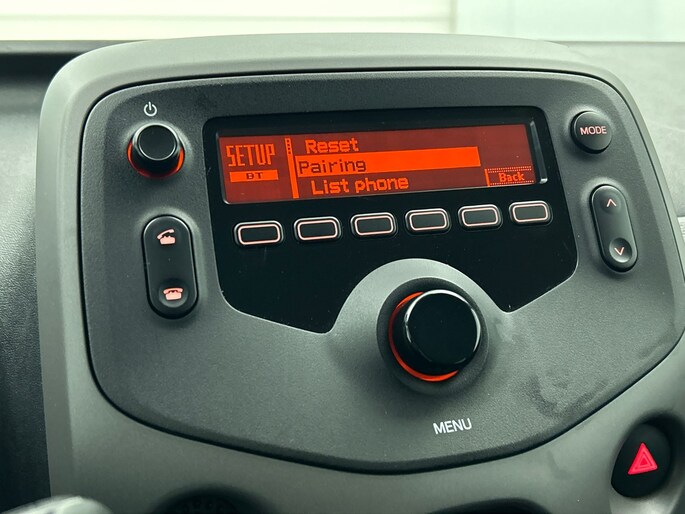 MODE
SETUP
BT
Reset
Pairing
List phone
Back
MENU